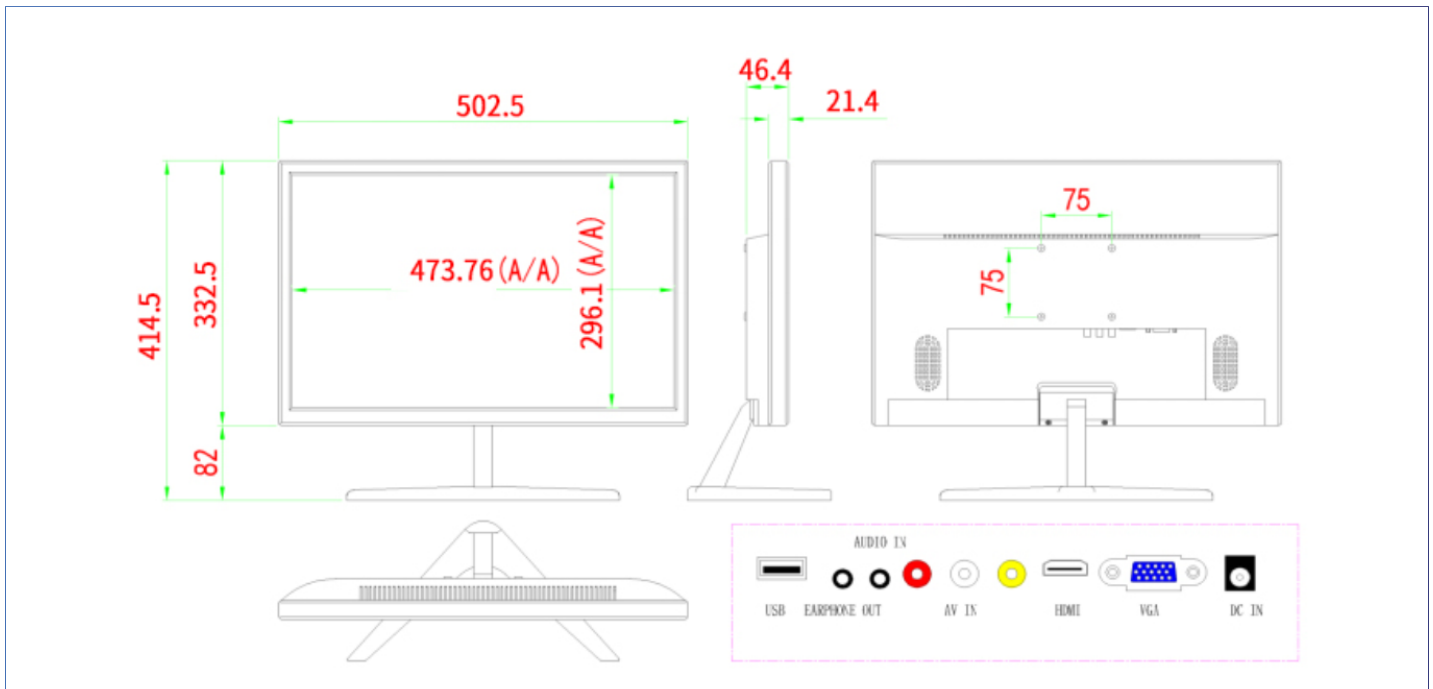 46.4
502.5
21.4
75
473.76(A/A)
296.1(A/A)
75
332.5
414.5
82
AUDIO IN
USB EARPHONE OUT AV IN HDMI VGA DC IN